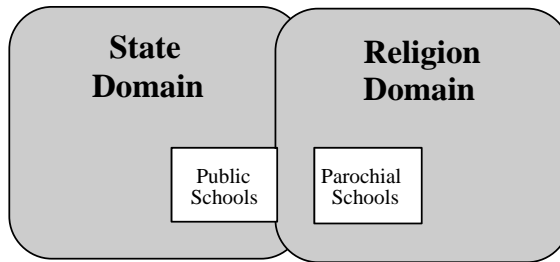 State
Domain
Religion
Domain
Public
Schools
Parochial
Schools